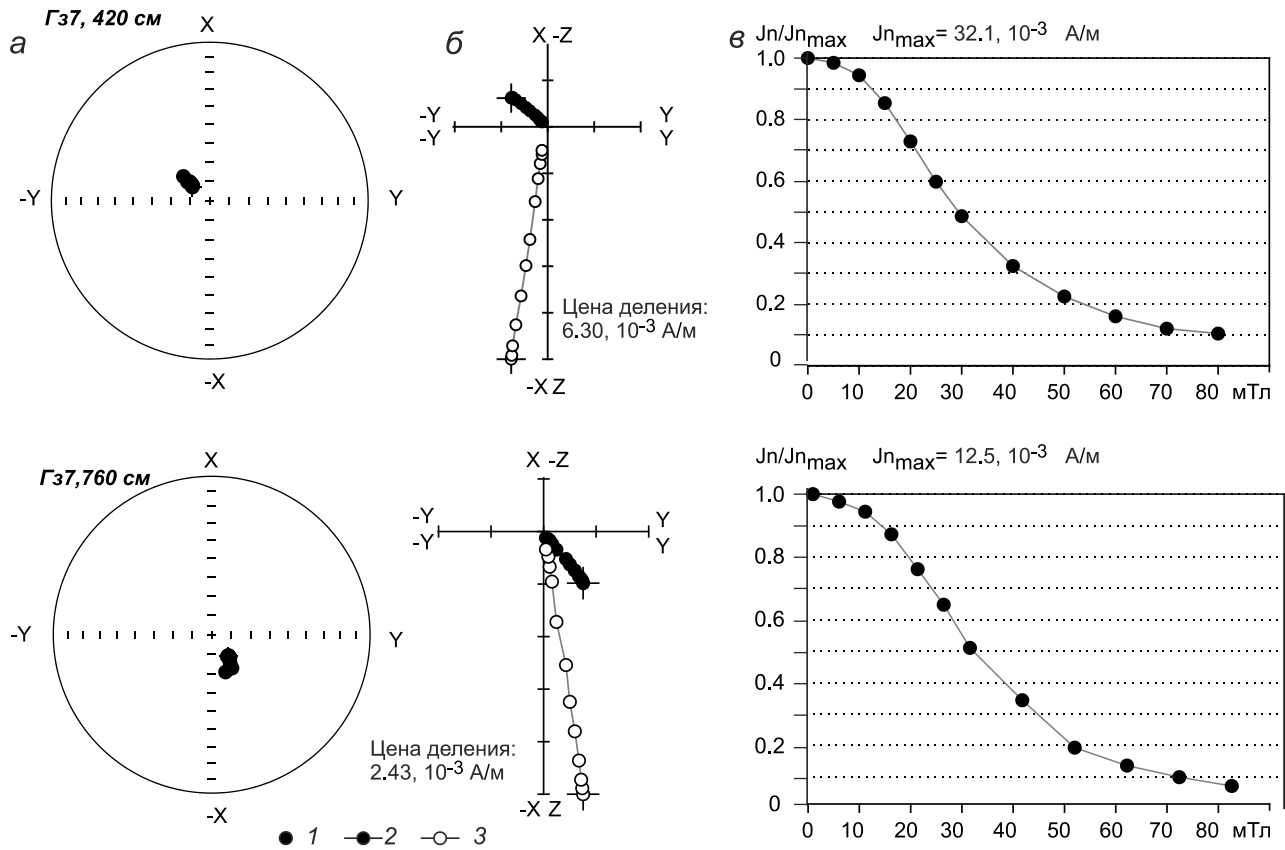 Гз7, 420 см
а
X
-Y
Y
-X
б
X -Z
-Y Y
-Y Y
Цена деления:
6.30, 10-3 А/м
-X Z
в
Jn/Jnmax Jnmax= 32.1, 10-3 А/м
1.0
0.8
0.6
0.4
0.2
0
0 10 20 30 40 50 60 70 80 мТл
Гз7,760 см
X
-Y
Y
-X
X -Z
-Y Y
-Y Y
Цена деления:
2.43, 10-3 А/м
-X Z
Jn/Jnmax Jnmax= 12.5, 10-3 А/м
1.0
0.8
0.6
0.4
0.2
0
0 10 20 30 40 50 60 70 80 мТл
1 2 3